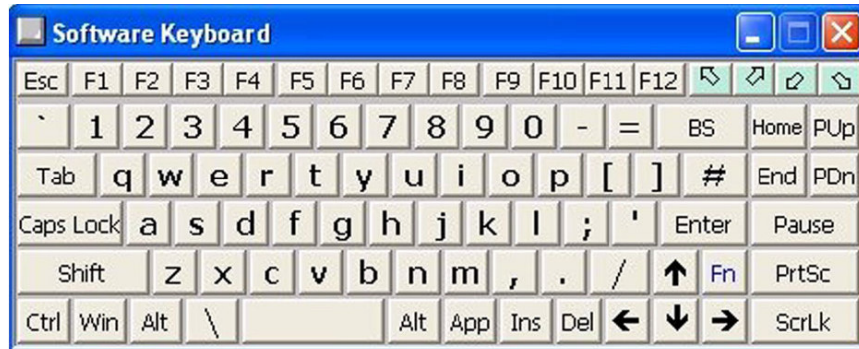 Software Keyboard
Esc F1 F2 F3 F4 F5 F6 F7 F8 F9 F10 F11 F12
` 1 2 3 4 5 6 7 8 9 0 - = BS Home PUp
Tab q w e r t y u i o p [ ] # End PDn
Caps Lock a s d f g h j k l ; ' Enter Pause
Shift z x c v b n m , . / ↑ Fn PrtSc
Ctrl Win Alt \ Alt App Ins Del ← ↓ → ScrLk